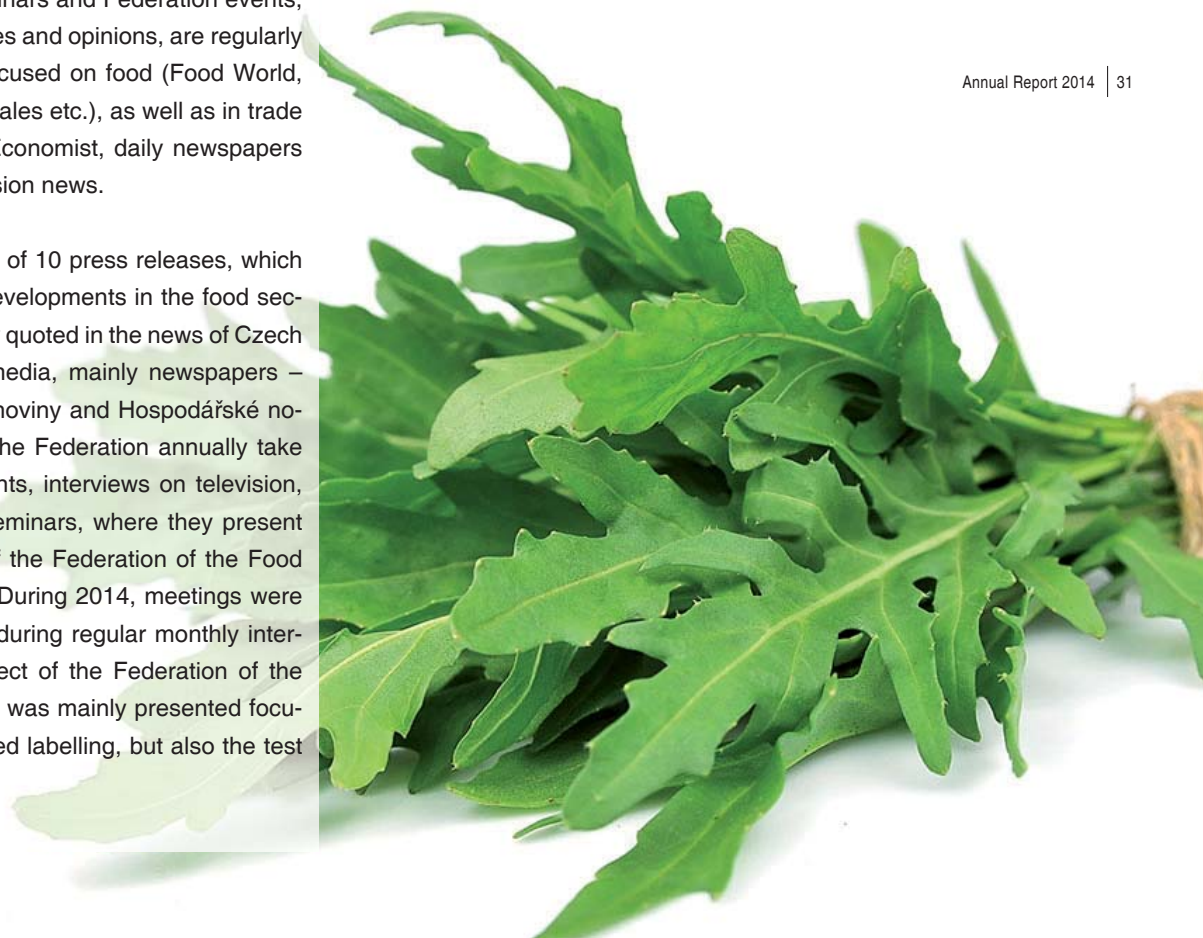 Annual Report 2014 | 31
inars and Federation events,
es and opinions, are regularly
cused on food (Food World,
ales etc.), as well as in trade
Economist, daily newspapers
sion news.
of 10 press releases, which
evelopments in the food sec-
quoted in the news of Czech
media, mainly newspapers –
noviny and Hospodářské no-
he Federation annually take
nts, interviews on television,
eminars, where they present
f the Federation of the Food
During 2014, meetings were
during regular monthly inter-
ect of the Federation of the
was mainly presented focu-
ed labelling, but also the test